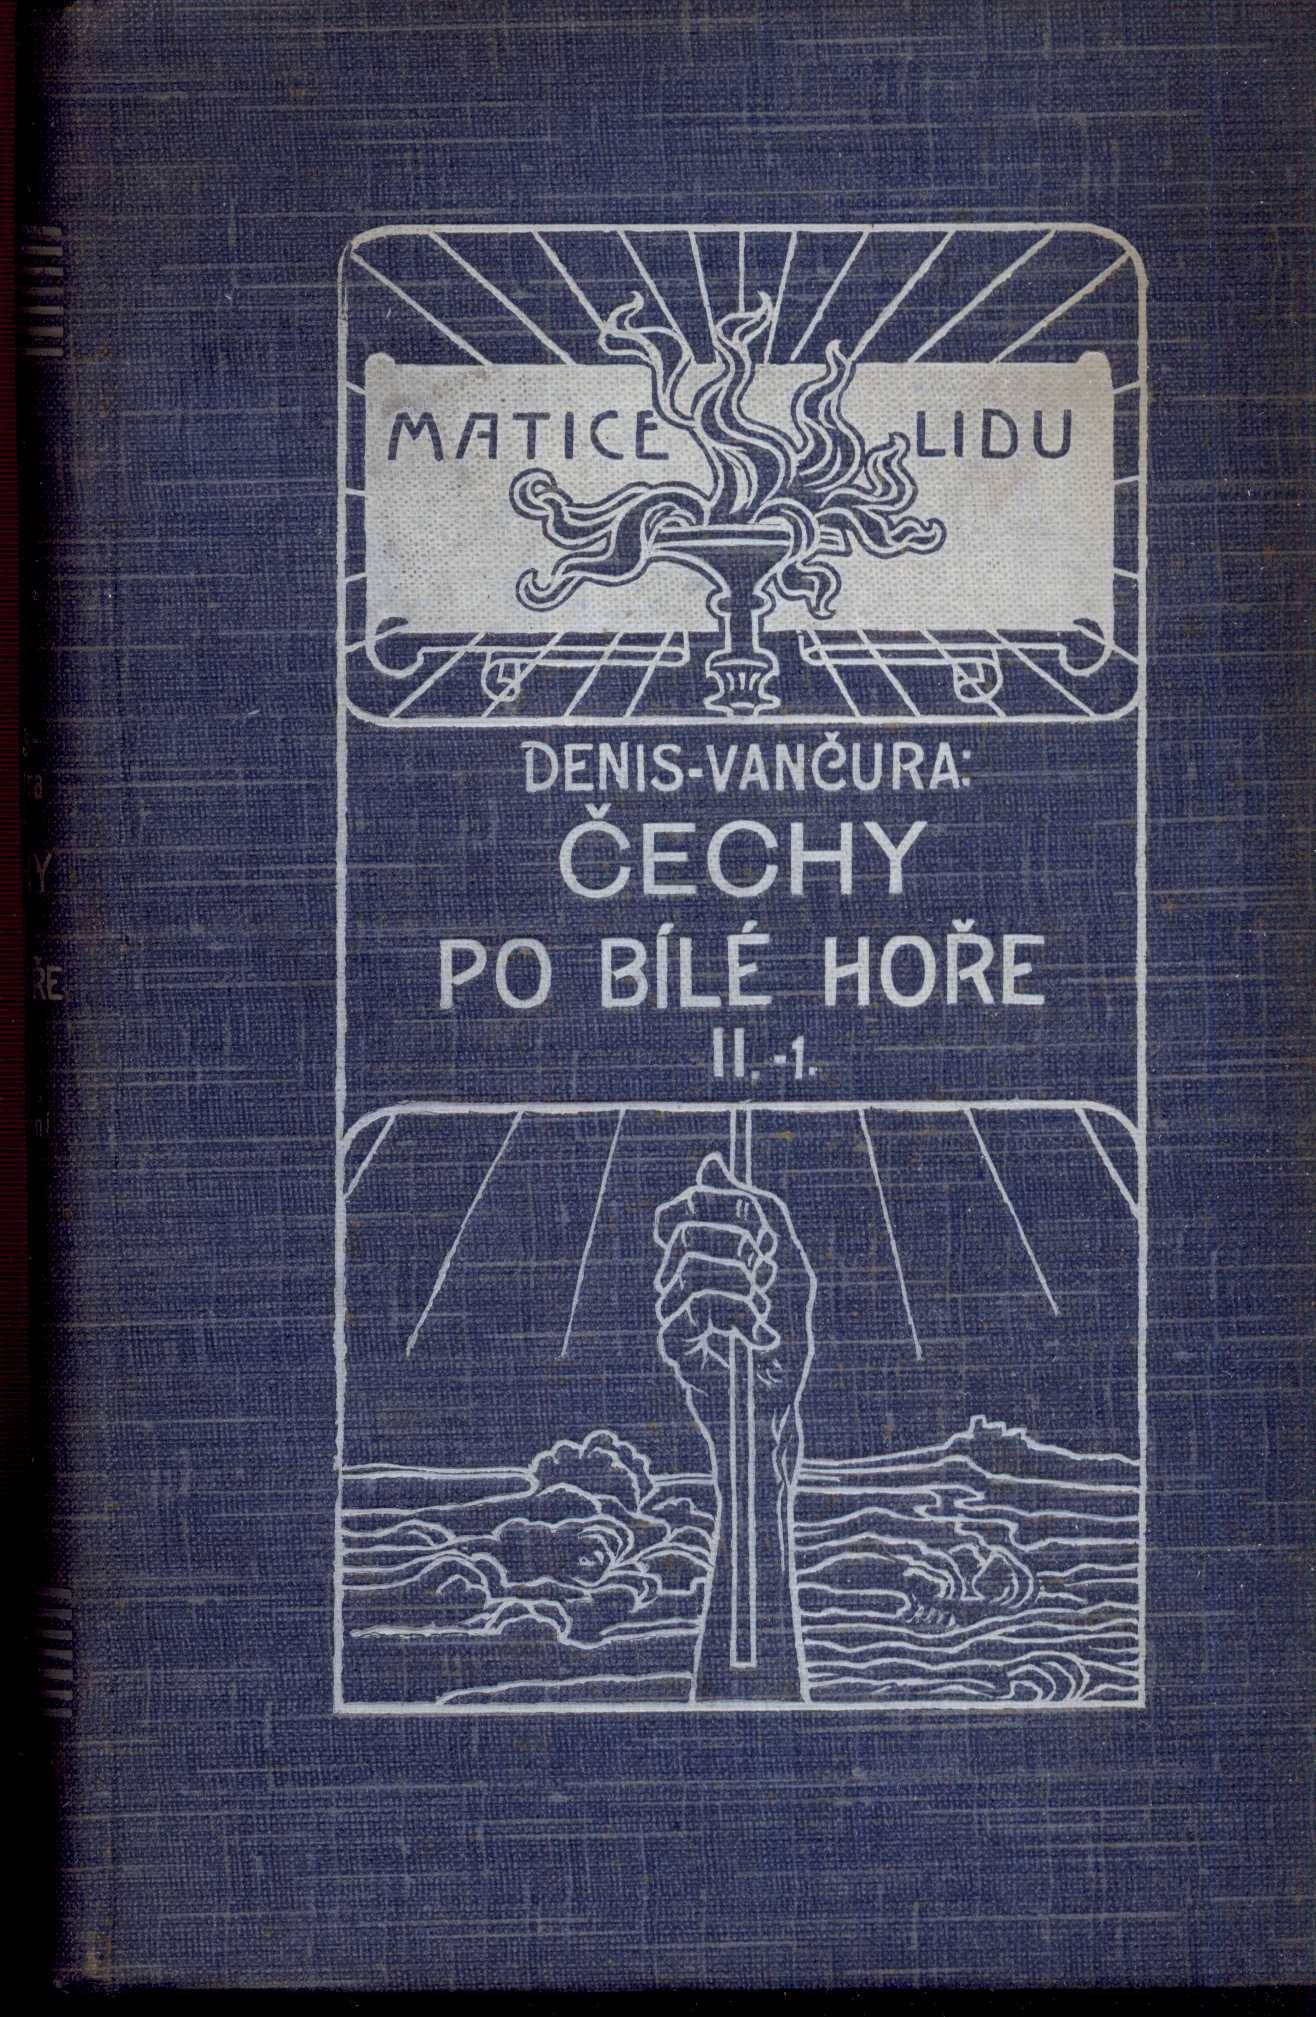 MATICE LIDU
DENIS-VANČURA:
ČECHY
PO BÍLÉ HOŘE
II.-1.